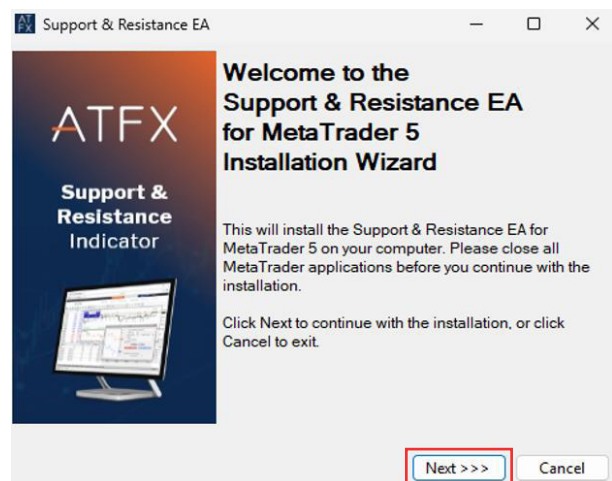 AT
FX
Support & Resistance EA
ATFX
Support &
Resistance
Indicator
Welcome to the
Support & Resistance EA
for MetaTrader 5
Installation Wizard
This will install the Support & Resistance EA for
MetaTrader 5 on your computer. Please close all
MetaTrader applications before you continue with the
installation.
Click Next to continue with the installation, or click
Cancel to exit.
Next >>>
Cancel